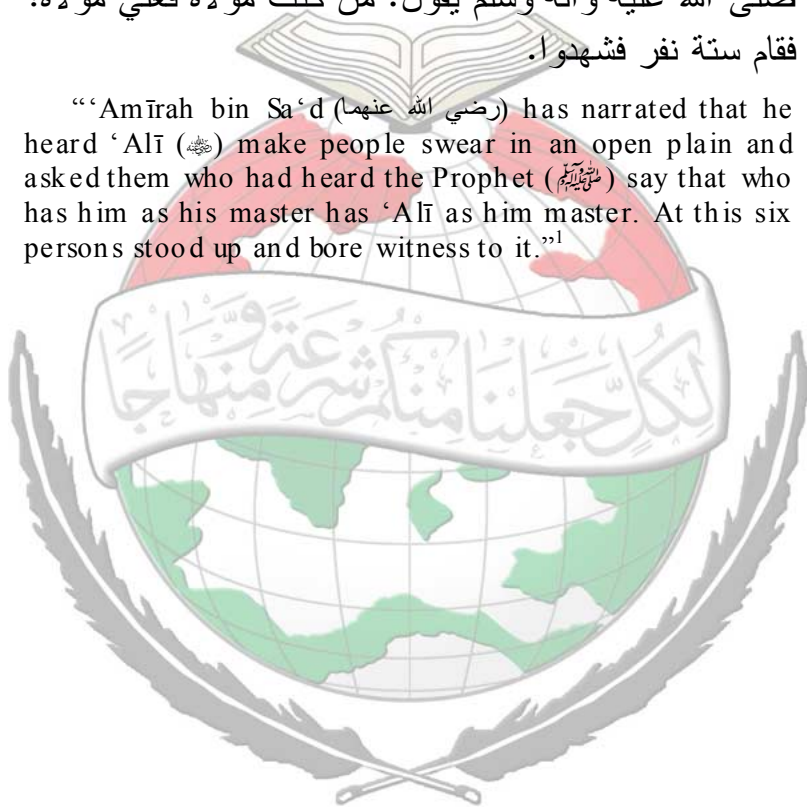 صلى الله عليه وآله وسلم يقول: من كنت مولاه فعلي مولاه؟
فقام ستة نفر فشهدوا.
“‘Amīrah bin Sa‘d (رضي الله عنهما) has narrated that he
heard ‘Alī (رضي الله عنه) make people swear in an open plain and
asked them who had heard the Prophet (ﷺ) say that who
has him as his master has ‘Alī as him master. At this six
persons stood up and bore witness to it.”1
لِكُلٍّ جَعَلْنَا مِنْكُمْ شِرْعَةً وَمِنْهَاجًا